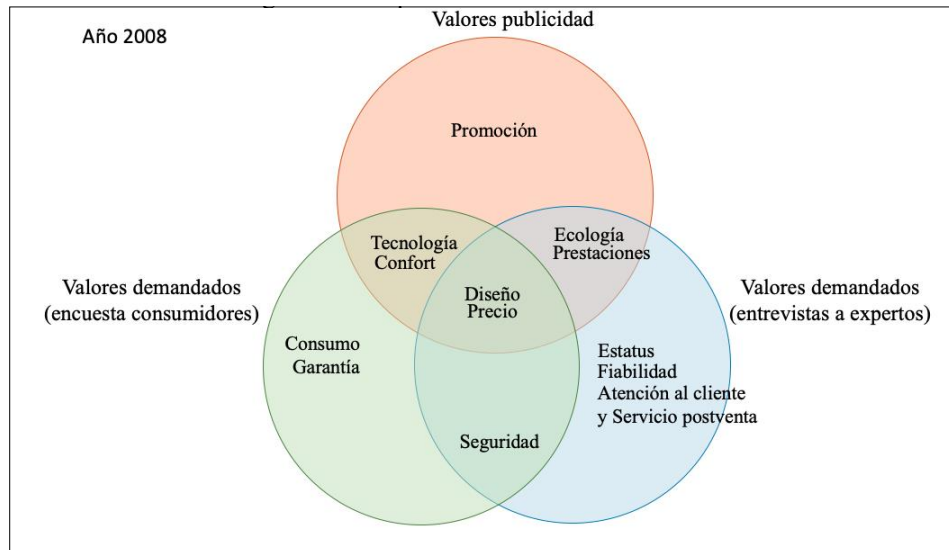 Valores publicidad
Año 2008
Promoción
Tecnología
Confort
Ecología
Prestaciones
Diseño
Precio
Valores demandados
(encuesta consumidores)
Valores demandados
(entrevistas a expertos)
Consumo
Garantía
Estatus
Fiabilidad
Atención al cliente
y Servicio postventa
Seguridad